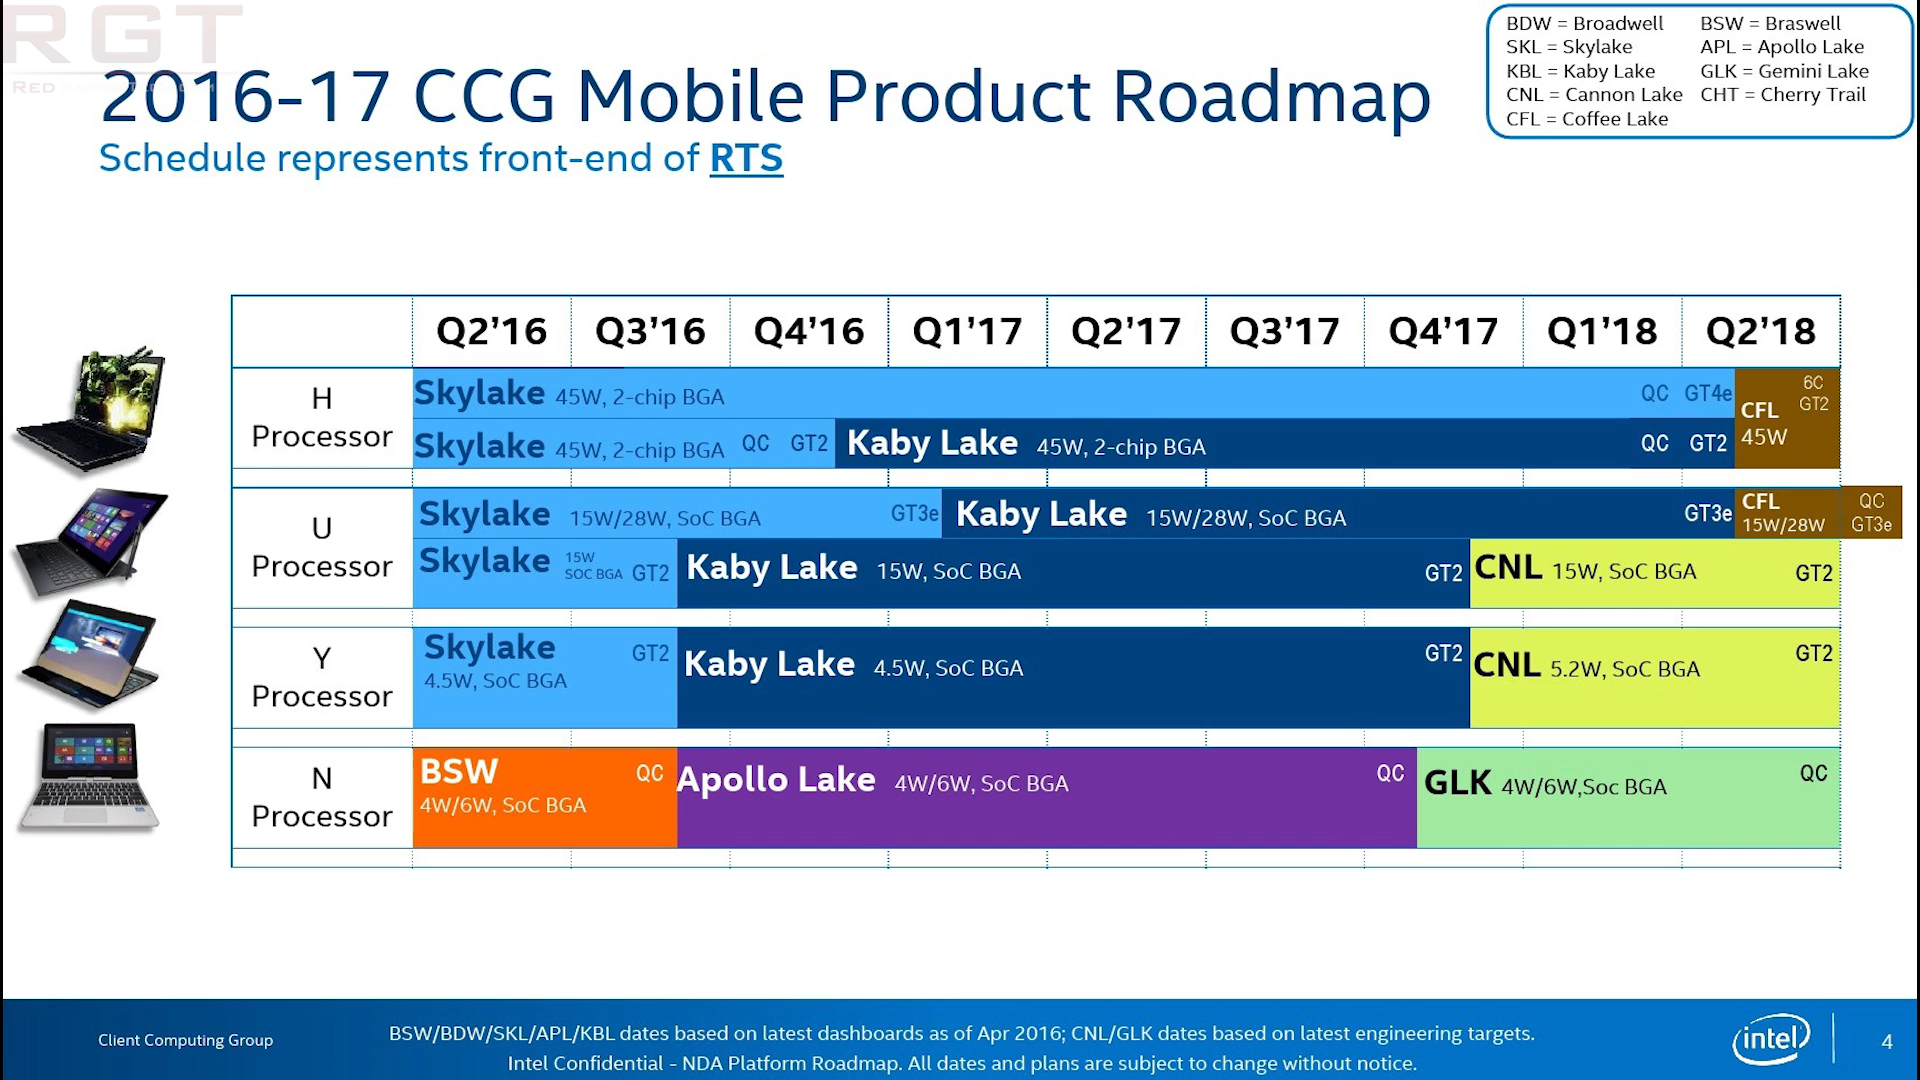 RGT
RED
2016-17 CCG Mobile Product Roadmap
Schedule represents front-end of RTS
BDW = Broadwell BSW = Braswell
SKL = Skylake APL = Apollo Lake
KBL = Kaby Lake GLK = Gemini Lake
CNL = Cannon Lake CHT = Cherry Trail
CFL = Coffee Lake
Q2’16 Q3’16 Q4’16 Q1’17 Q2’17 Q3’17 Q4’17 Q1’18 Q2’18
H
Processor
Skylake 45W, 2-chip BGA QC GT4e
Skylake 45W, 2-chip BGA QC GT2 Kaby Lake 45W, 2-chip BGA QC GT2
6C
GT2
CFL
45W
U
Processor
Skylake 15W/28W, SoC BGA GT3e Kaby Lake 15W/28W, SoC BGA GT3e
CFL
15W/28W
QC
GT3e
Skylake 15W
SOC BGA GT2
Kaby Lake 15W, SoC BGA GT2 CNL 15W, SoC BGA GT2
Y
Processor
Skylake GT2
4.5W, SoC BGA
Kaby Lake 4.5W, SoC BGA GT2
CNL 5.2W, SoC BGA GT2
N
Processor
BSW QC
4W/6W, SoC BGA
Apollo Lake 4W/6W, SoC BGA QC
GLK 4W/6W,Soc BGA QC
Client Computing Group
BSW/BDW/SKL/APL/KBL dates based on latest dashboards as of Apr 2016; CNL/GLK dates based on latest engineering targets.
Intel Confidential - NDA Platform Roadmap. All dates and plans are subject to change without notice.
intel
4